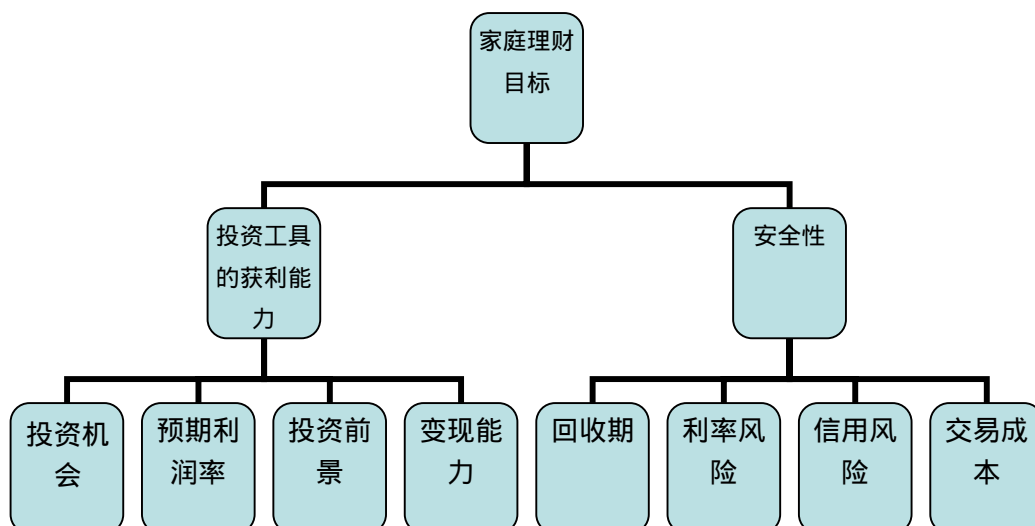 家庭理财
目标
投资工具
的获利能
力
安全性
投资机
会
预期利
润率
投资前
景
变现能
力
回收期
利率风
险
信用风
险
交易成
本